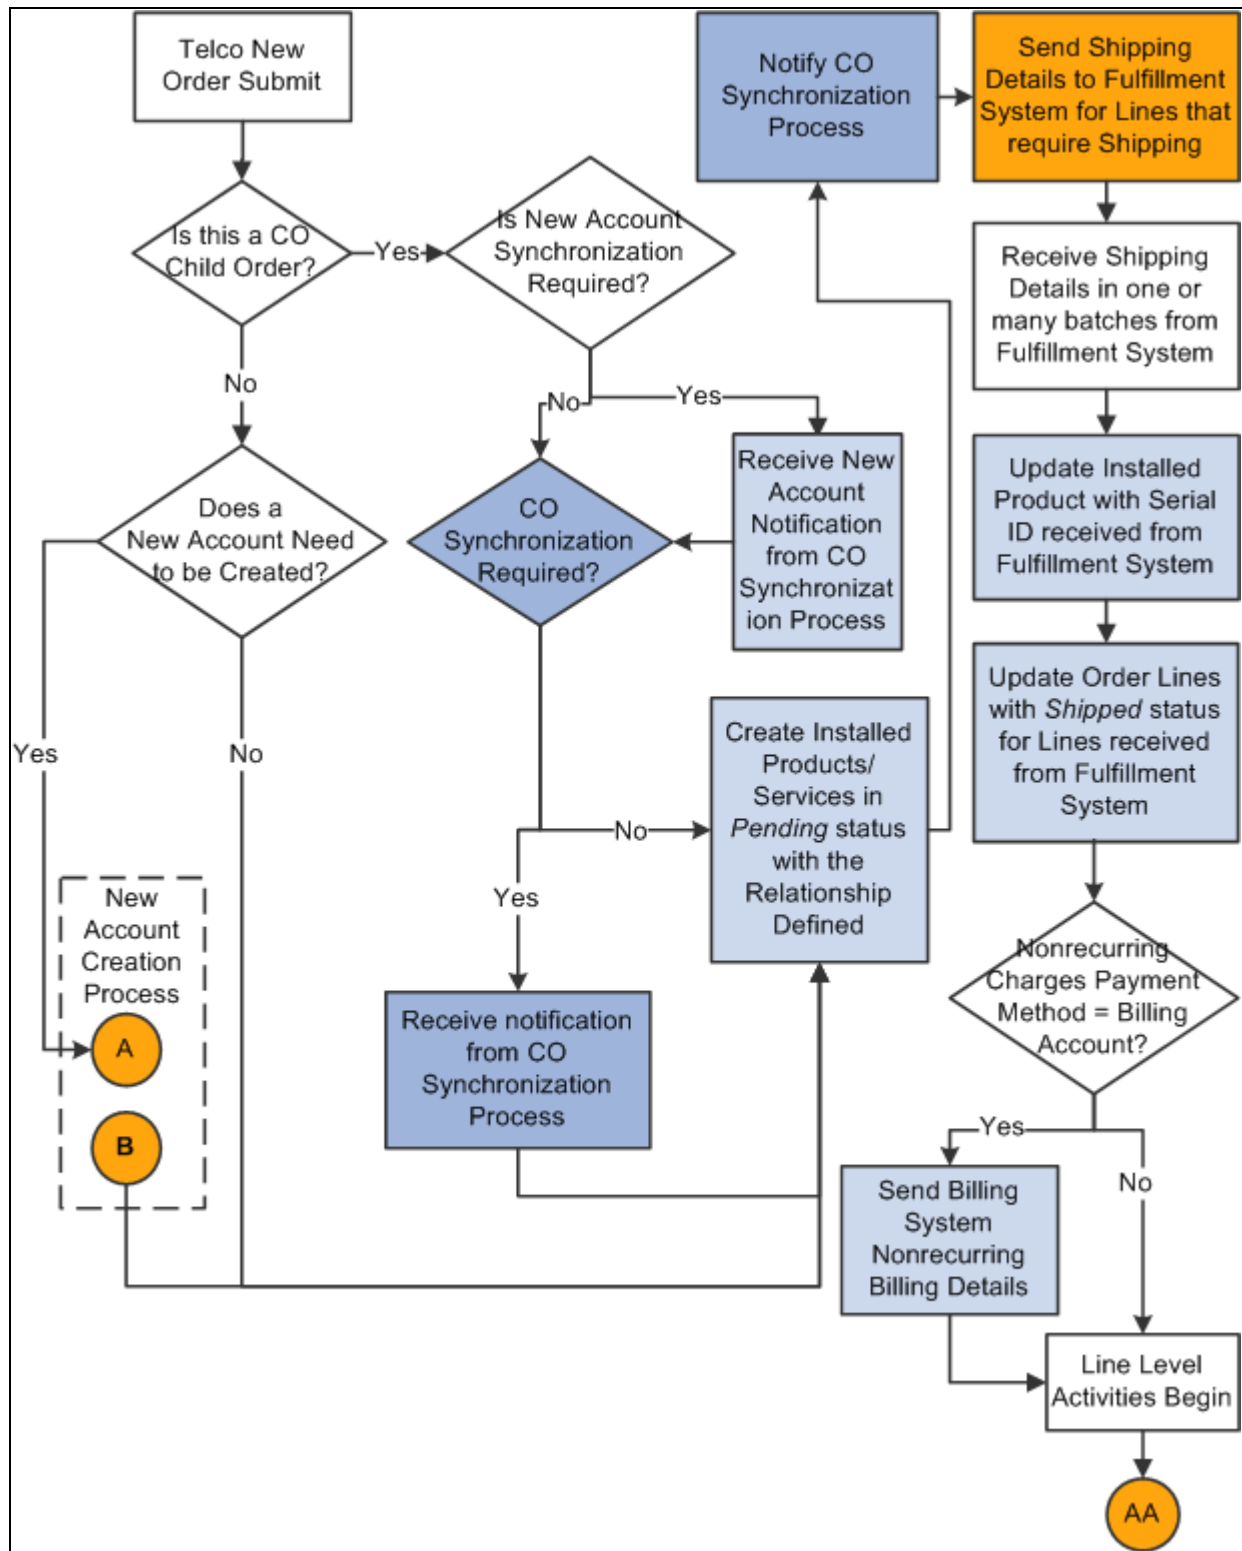 Telco New
Order Submit
Is this a CO
Child Order?
Yes
No
Is New Account
Synchronization
Required?
No
Yes
Does a
New Account Need
to be Created?
Yes
No
New
Account
Creation
Process
A
B
CO
Synchronization
Required?
Receive New
Account
Notification
from CO
Synchronizat
ion Process
No
Yes
Receive notification
from CO
Synchronization
Process
Create Installed
Products/
Services in
Pending status
with the
Relationship
Defined
Notify CO
Synchronization
Process
Send Shipping
Details to Fulfillment
System for Lines that
require Shipping
Receive Shipping
Details in one or
many batches from
Fulfillment System
Update Installed
Product with Serial
ID received from
Fulfillment System
Update Order Lines
with Shipped status
for Lines received
from Fulfillment
System
Nonrecurring
Charges Payment
Method = Billing
Account?
Yes
No
Send Billing
System
Nonrecurring
Billing Details
Line Level
Activities Begin
AA